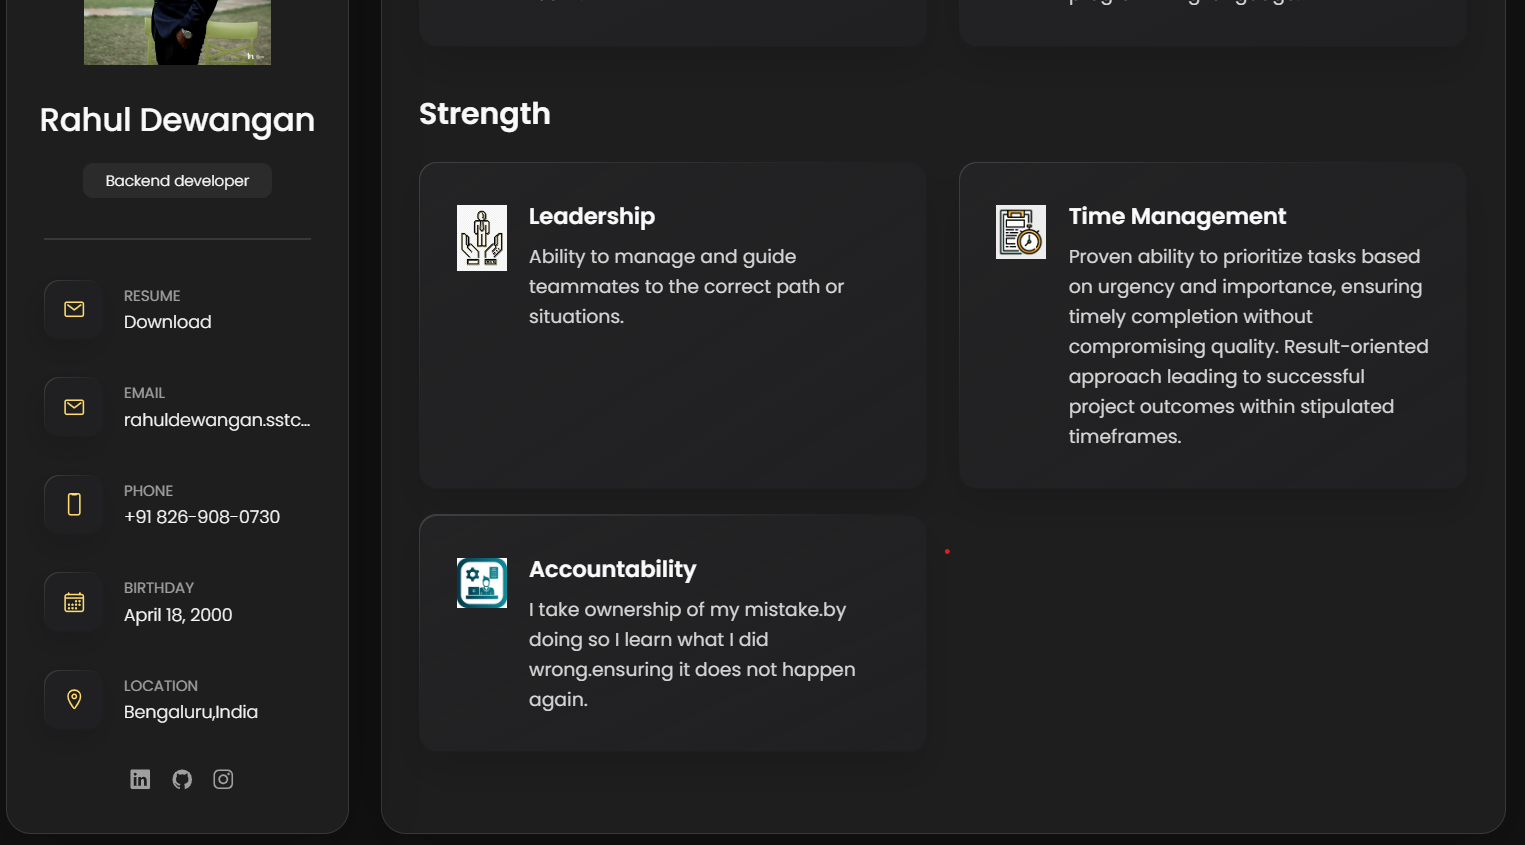 Rahul Dewangan
Backend developer
RESUME
Download
EMAIL
rahuldewangan.sstc...
PHONE
+91 826-908-0730
BIRTHDAY
April 18, 2000
LOCATION
Bengaluru,India
Strength
Leadership
Ability to manage and guide
teammates to the correct path or
situations.
Time Management
Proven ability to prioritize tasks based
on urgency and importance, ensuring
timely completion without
compromising quality. Result-oriented
approach leading to successful
project outcomes within stipulated
timeframes.
Accountability
I take ownership of my mistake.by
doing so I learn what I did
wrong.ensuring it does not happen
again.